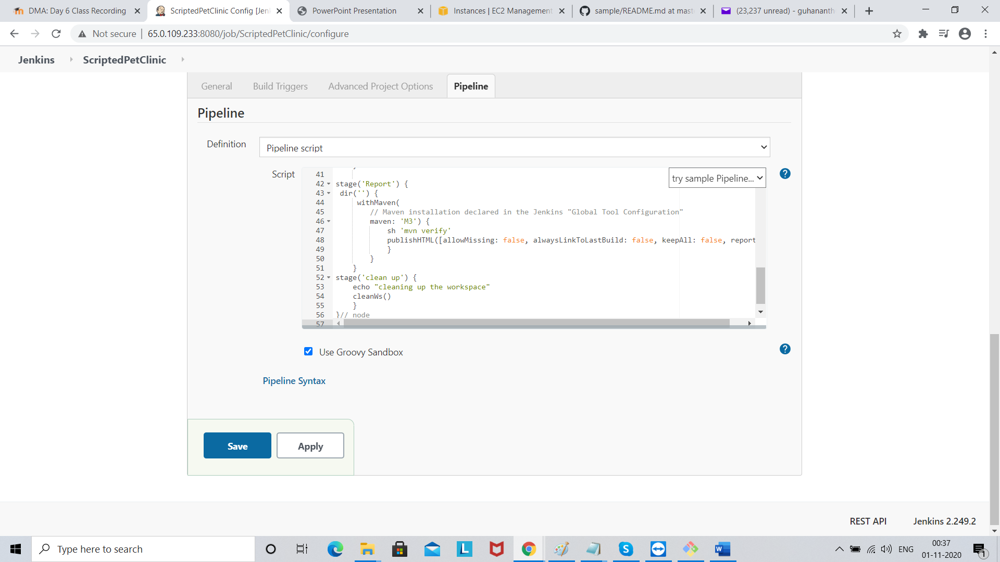 DMA: Day 6 Class Recording
ScriptedPetClinic Config [Jen
PowerPoint Presentation
Instances | EC2 Management
sample/README.md at mast
(23,237 unread) - guhananth
Not secure | 65.0.109.233:8080/job/ScriptedPetClinic/configure
Jenkins
ScriptedPetClinic
General
Build Triggers
Advanced Project Options
Pipeline
Pipeline
Definition
Pipeline script
Script
try sample Pipeline...
41
42 stage('Report') {
43 dir('') {
44 withMaven(
45 // Maven installation declared in the Jenkins "Global Tool Configuration"
46 maven: 'M3') {
47 sh 'mvn verify'
48 publishHTML([allowMissing: false, alwaysLinkToLastBuild: false, keepAll: false, report
49 }
50 }
51 }
52 stage('clean up') {
53 echo "cleaning up the workspace"
54 cleanWs()
55 }
56 }// node
57
Use Groovy Sandbox
Pipeline Syntax
Save
Apply
REST API
Jenkins 2.249.2
Type here to search
ENG
00:37
01-11-2020
1